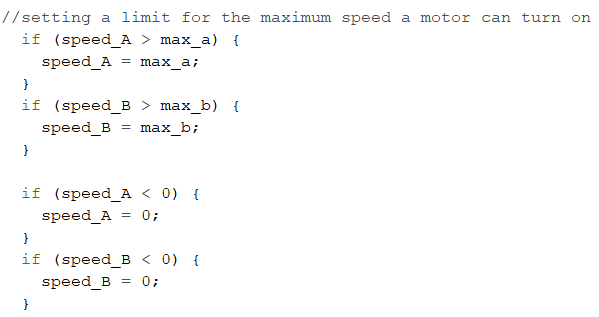 //setting a limit for the maximum speed a motor can turn on
if (speed_A > max_a) {
speed_A = max_a;
}
if (speed_B > max_b) {
speed_B = max_b;
}
if (speed_A < 0) {
speed_A = 0;
}
if (speed_B < 0) {
speed_B = 0;
}